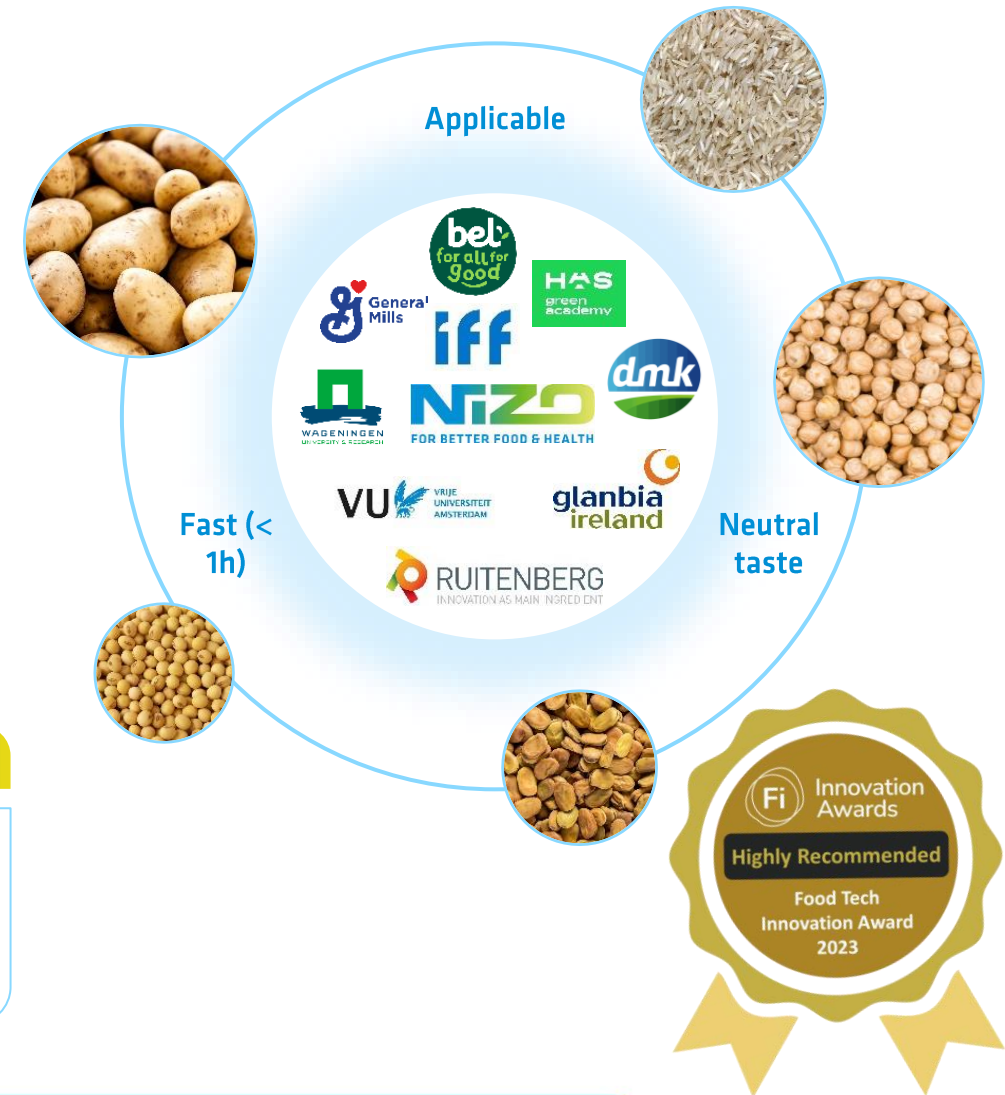 Applicable
bel
for all for
good
HAS
green
academy
General
Mills
iff
dmk
NIZO
FOR BETTER FOOD & HEALTH
WAGENINGEN
UNIVERSITY & RESEARCH
VU
VRIJE
UNIVERSITEIT
AMSTERDAM
glanbia
ireland
Fast (<
1h)
Neutral
taste
RUITENBERG
INNOVATION AS MAIN INGREDIENT
Fi
Innovation
Awards
Highly Recommended
Food Tech
Innovation Award
2023